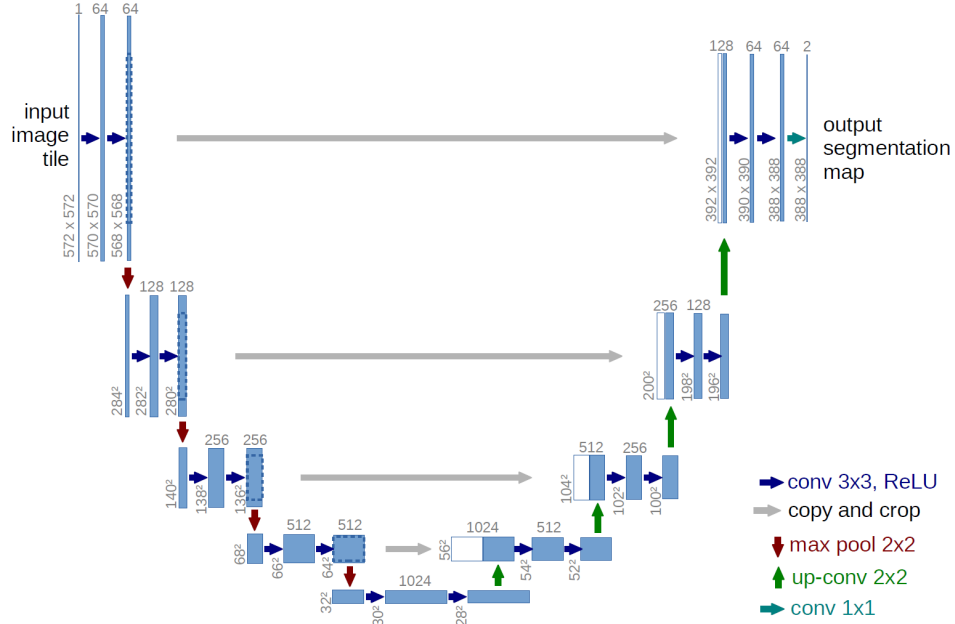 1 64 64
input
image
tile
572 x 572
570 x 570
568 x 568
128 64 64 2
output
segmentation
map
392 x 392
390 x 390
388 x 388
388 x 388
128 128
284²
282²
280²
256 128
200²
198²
196²
256 256
140²
138²
136²
512 256
104²
102²
100²
512 512
68²
66²
64²
1024 512
56²
54²
52²
1024
32²
30²
28²
conv 3x3, ReLU
copy and crop
max pool 2x2
up-conv 2x2
conv 1x1